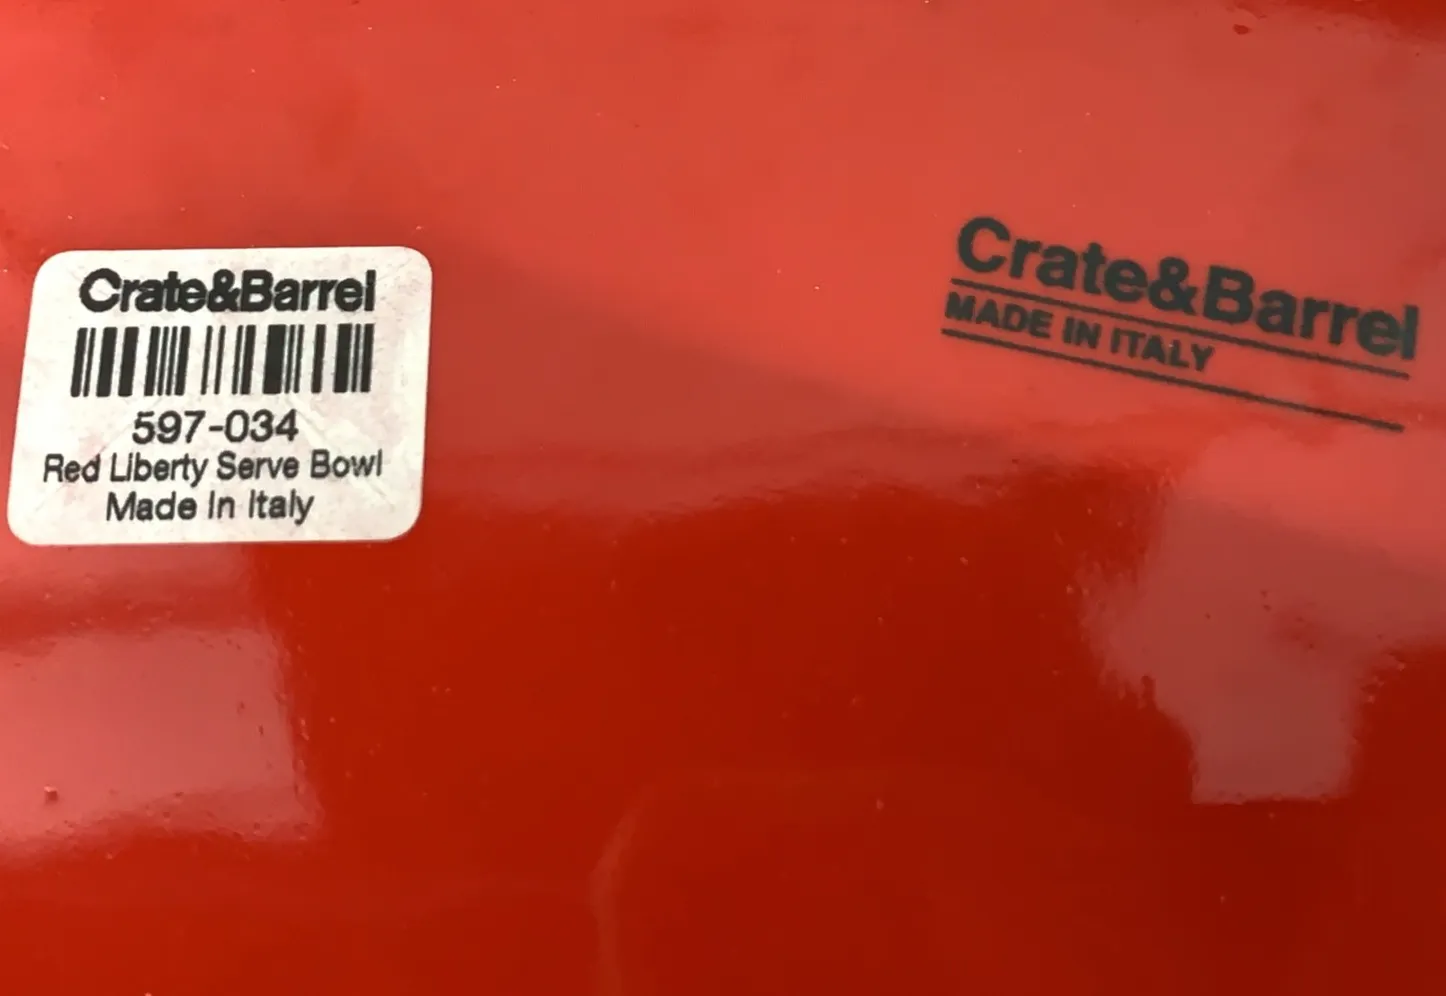 Crate&Barrel
597-034
Red Liberty Serve Bowl
Made In Italy
Crate&Barrel
MADE IN ITALY